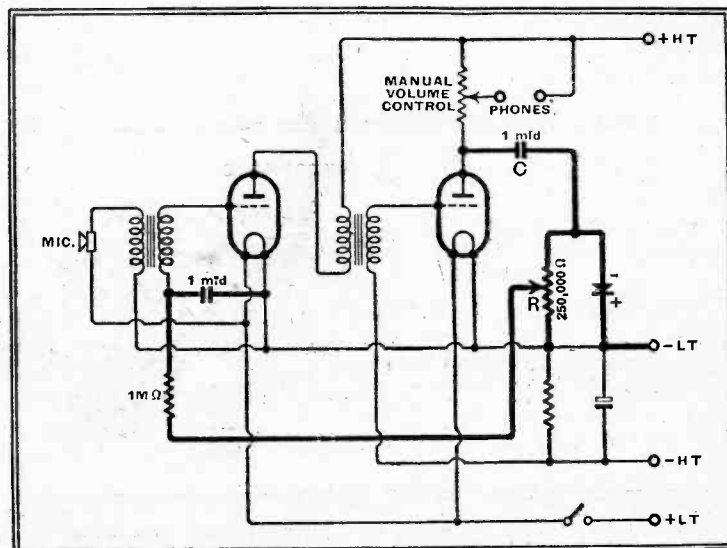 +HT
MANUAL
VOLUME
CONTROL
PHONES.
1 mfd
C
MIC.
1 mfd
R
250,000 Ω
-
+
-LT
1MΩ
-HT
+LT